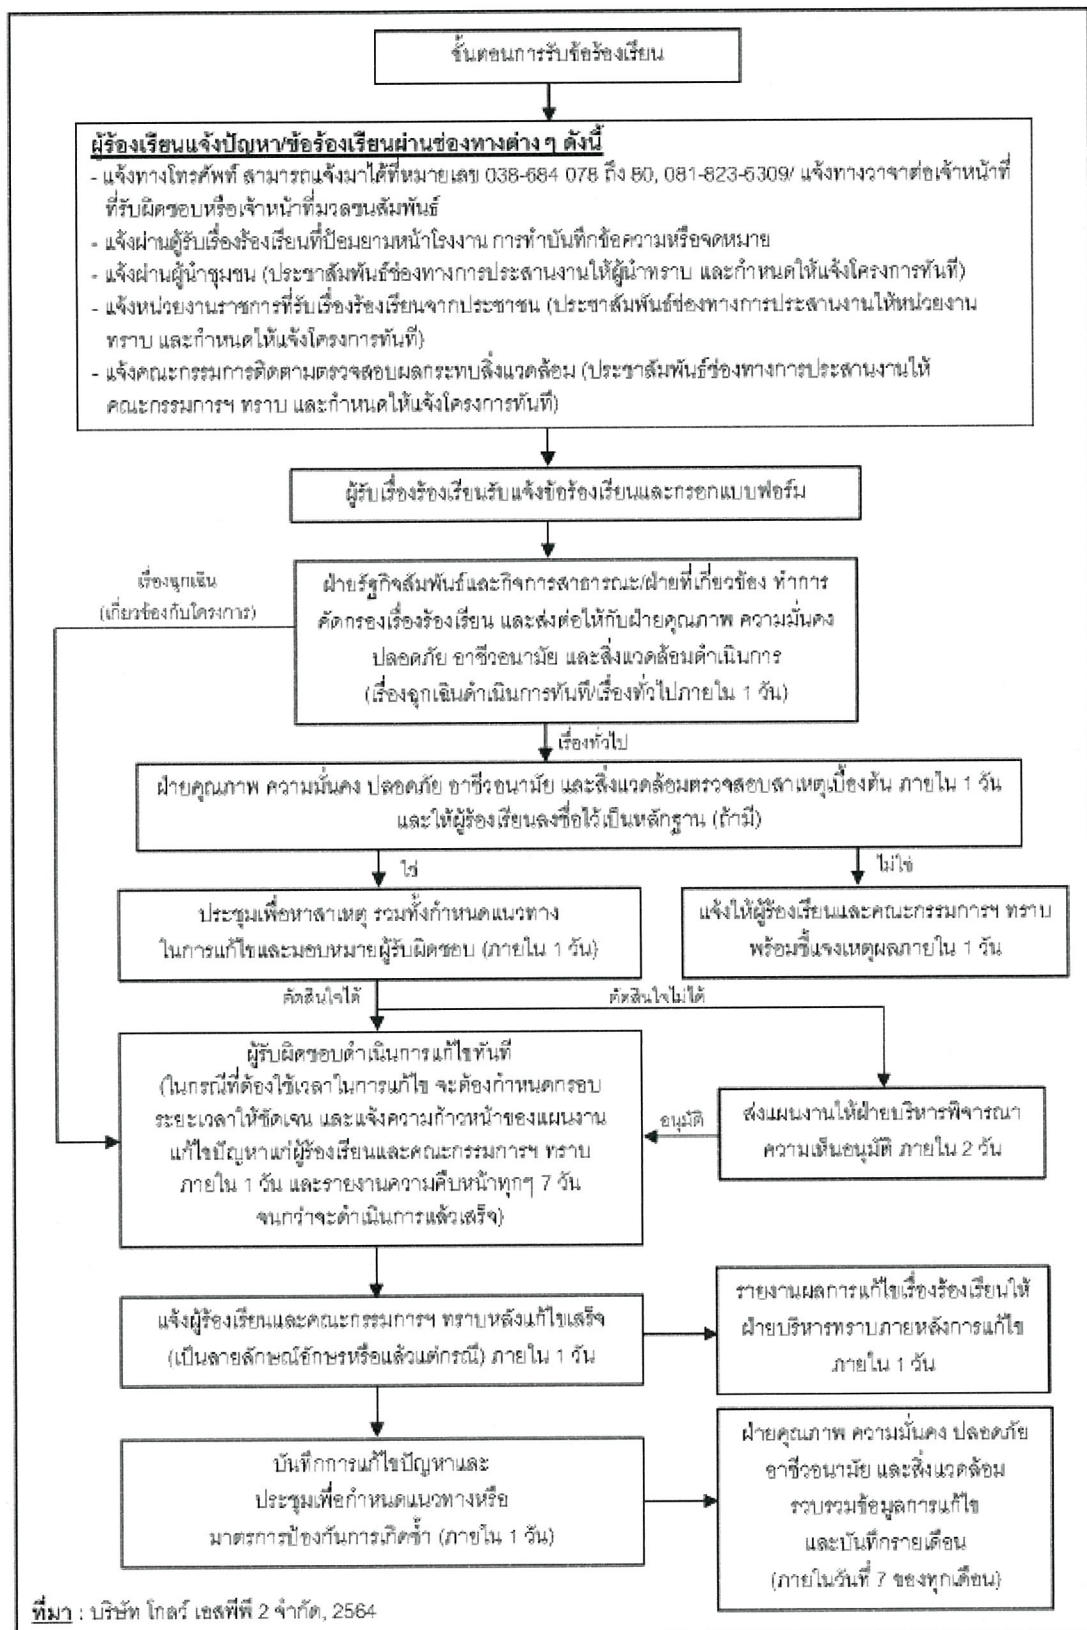 ขั้นตอนการรับข้อร้องเรียน
ผู้ร้องเรียนแจ้งปัญหา/ข้อร้องเรียนผ่านช่องทางต่าง ๆ ดังนี้
- แจ้งทางโทรศัพท์ สามารถแจ้งมาได้ที่หมายเลข 038-684 078 ถึง 80, 081-823-6309/ แจ้งทางวาจาต่อเจ้าหน้าที่
ที่รับผิดชอบหรือเจ้าหน้าที่มวลชนสัมพันธ์
- แจ้งผ่านตู้รับเรื่องร้องเรียนที่ป้อมยามหน้าโรงงาน การทำบันทึกข้อความหรือจดหมาย
- แจ้งผ่านผู้นำชุมชน (ประชาสัมพันธ์ช่องทางการประสานงานให้ผู้นำทราบ และกำหนดให้แจ้งโครงการทันที)
- แจ้งหน่วยงานราชการที่รับเรื่องร้องเรียนจากประชาชน (ประชาสัมพันธ์ช่องทางการประสานงานให้หน่วยงาน
ทราบ และกำหนดให้แจ้งโครงการทันที)
- แจ้งคณะกรรมการติดตามตรวจสอบผลกระทบสิ่งแวดล้อม (ประชาสัมพันธ์ช่องทางการประสานงานให้
คณะกรรมการฯ ทราบ และกำหนดให้แจ้งโครงการทันที)
ผู้รับเรื่องร้องเรียนรับแจ้งข้อร้องเรียนและกรอกแบบฟอร์ม
เรื่องฉุกเฉิน
(เกี่ยวข้องกับโครงการ)
ฝ่ายรัฐกิจสัมพันธ์และกิจการสาธารณะ/ฝ่ายที่เกี่ยวข้อง ทำการ
คัดกรองเรื่องร้องเรียน และส่งต่อให้กับฝ่ายคุณภาพ ความมั่นคง
ปลอดภัย อาชีวอนามัย และสิ่งแวดล้อมดำเนินการ
(เรื่องฉุกเฉินดำเนินการทันที/เรื่องทั่วไปภายใน 1 วัน)
เรื่องทั่วไป
ฝ่ายคุณภาพ ความมั่นคง ปลอดภัย อาชีวอนามัย และสิ่งแวดล้อมตรวจสอบสาเหตุเบื้องต้น ภายใน 1 วัน
และให้ผู้ร้องเรียนลงชื่อไว้เป็นหลักฐาน (ถ้ามี)
ใช่
ไม่ใช่
ประชุมเพื่อหาสาเหตุ รวมทั้งกำหนดแนวทาง
ในการแก้ไขและมอบหมายผู้รับผิดชอบ (ภายใน 1 วัน)
แจ้งให้ผู้ร้องเรียนและคณะกรรมการฯ ทราบ
พร้อมชี้แจงเหตุผลภายใน 1 วัน
ตัดสินใจได้
ตัดสินใจไม่ได้
ผู้รับผิดชอบดำเนินการแก้ไขทันที
(ในกรณีที่ต้องใช้เวลาในการแก้ไข จะต้องกำหนดกรอบ
ระยะเวลาให้ชัดเจน และแจ้งความก้าวหน้าของแผนงาน
แก้ไขปัญหาแก่ผู้ร้องเรียนและคณะกรรมการฯ ทราบ
ภายใน 1 วัน และรายงานความคืบหน้าทุกๆ 7 วัน
จนกว่าจะดำเนินการแล้วเสร็จ)
อนุมัติ
ส่งแผนงานให้ฝ่ายบริหารพิจารณา
ความเห็นอนุมัติ ภายใน 2 วัน
แจ้งผู้ร้องเรียนและคณะกรรมการฯ ทราบหลังแก้ไขเสร็จ
(เป็นลายลักษณ์อักษรหรือแล้วแต่กรณี) ภายใน 1 วัน
รายงานผลการแก้ไขเรื่องร้องเรียนให้
ฝ่ายบริหารทราบภายหลังการแก้ไข
ภายใน 1 วัน
บันทึกการแก้ไขปัญหาและ
ประชุมเพื่อกำหนดแนวทางหรือ
มาตรการป้องกันการเกิดซ้ำ (ภายใน 1 วัน)
ฝ่ายคุณภาพ ความมั่นคง ปลอดภัย
อาชีวอนามัย และสิ่งแวดล้อม
รวบรวมข้อมูลการแก้ไข
และบันทึกรายเดือน
(ภายในวันที่ 7 ของทุกเดือน)
ที่มา : บริษัท โกลว์ เอสพีพี 2 จำกัด, 2564